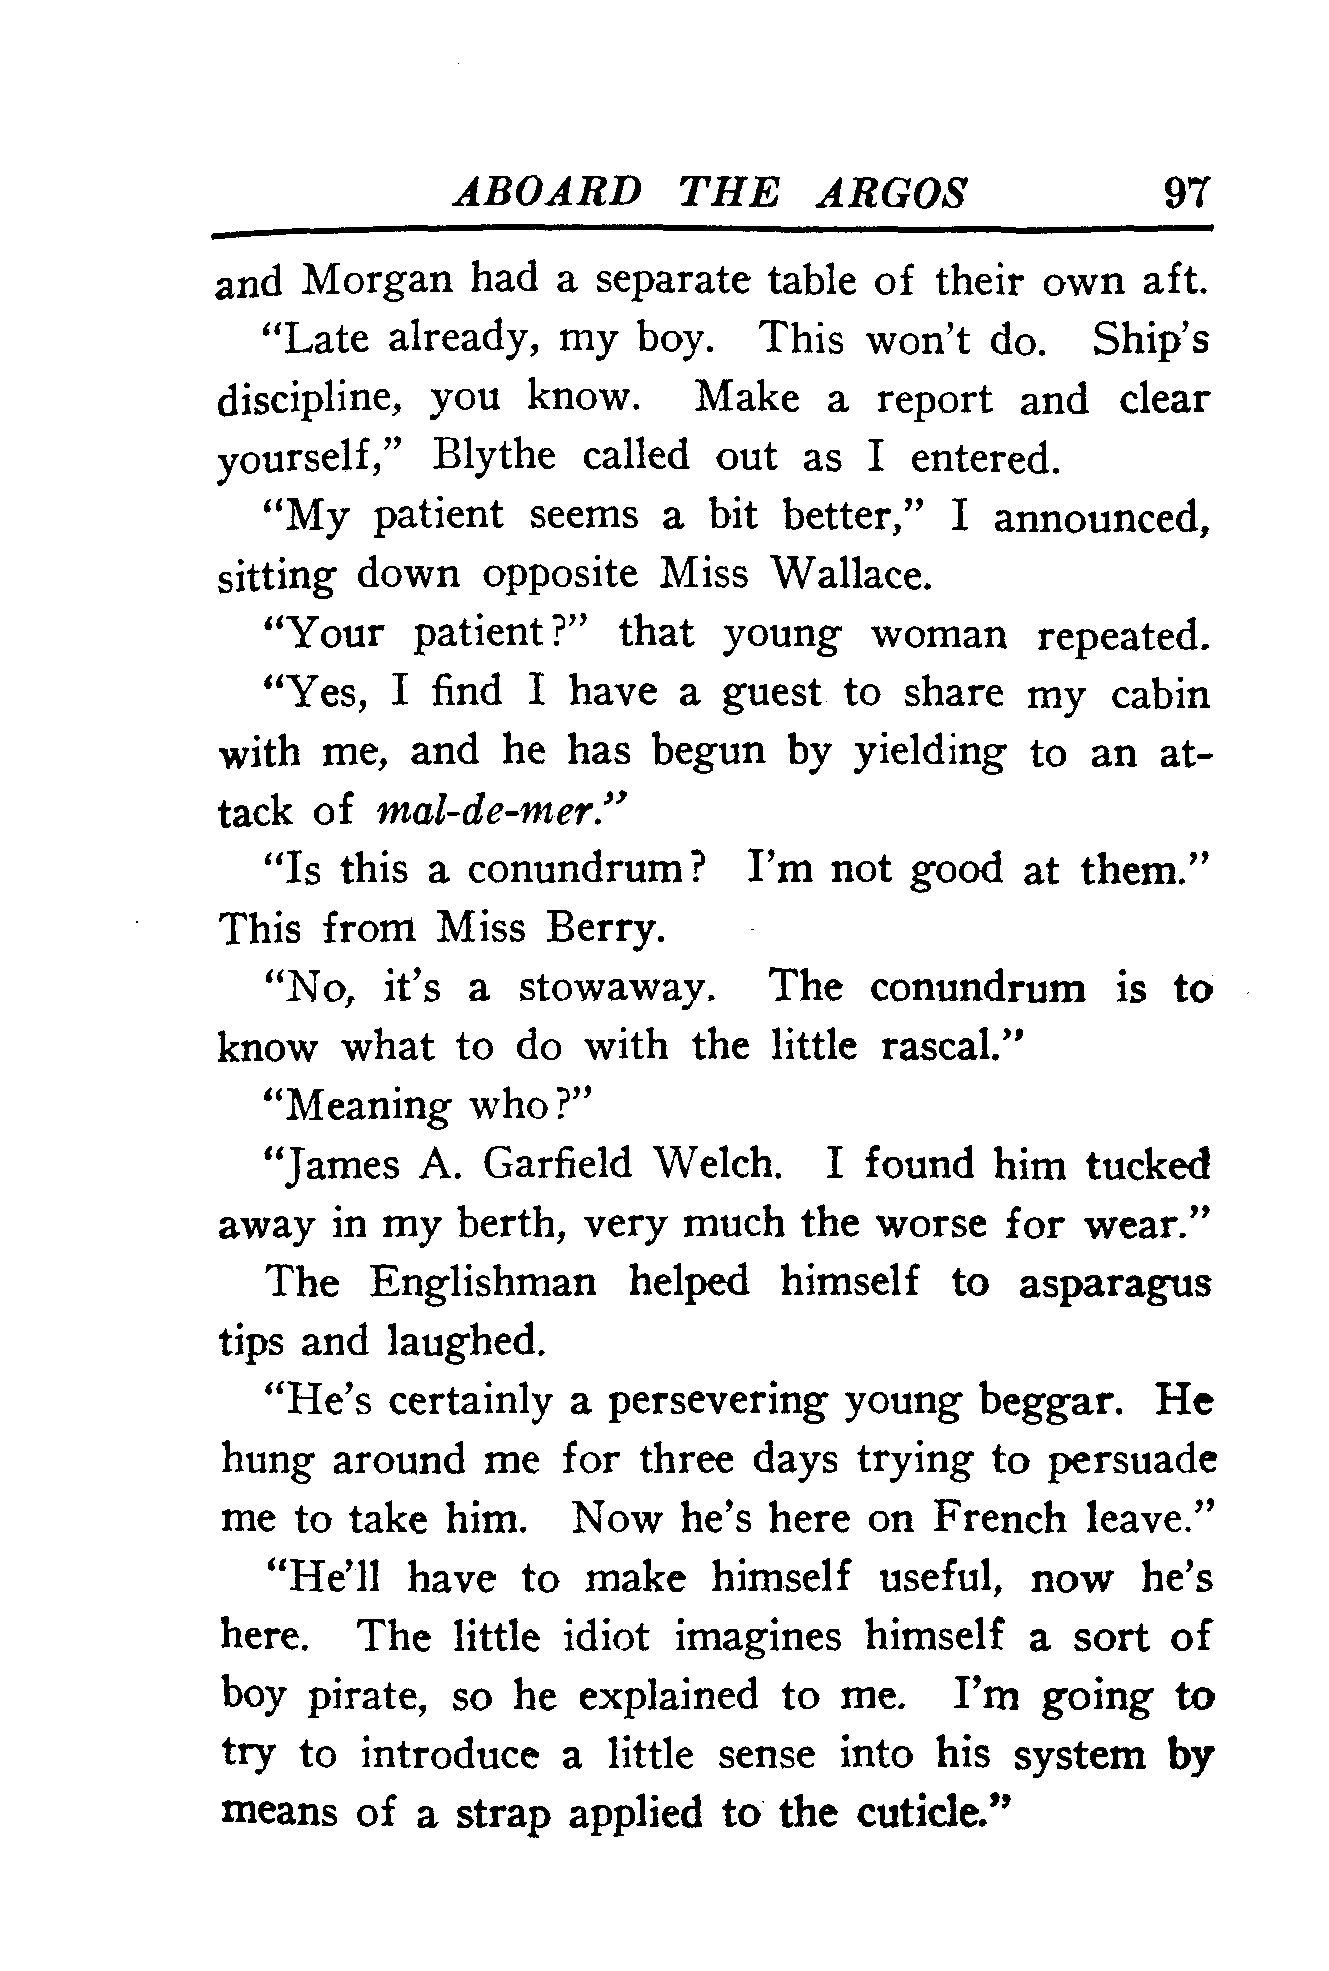 ABOARD THE ARGOS 97
and Morgan had a separate table of their own aft.
“Late already, my boy. This won’t do. Ship’s
discipline, you know. Make a report and clear
yourself,” Blythe called out as I entered.
“My patient seems a bit better,” I announced,
sitting down opposite Miss Wallace.
“Your patient?” that young woman repeated.
“Yes, I find I have a guest to share my cabin
with me, and he has begun by yielding to an at-
tack of mal-de-mer.”
“Is this a conundrum? I’m not good at them.”
This from Miss Berry.
“No, it’s a stowaway. The conundrum is to
know what to do with the little rascal.”
“Meaning who?”
“James A. Garfield Welch. I found him tucked
away in my berth, very much the worse for wear.”
The Englishman helped himself to asparagus
tips and laughed.
“He’s certainly a persevering young beggar. He
hung around me for three days trying to persuade
me to take him. Now he’s here on French leave.”
“He’ll have to make himself useful, now he’s
here. The little idiot imagines himself a sort of
boy pirate, so he explained to me. I’m going to
try to introduce a little sense into his system by
means of a strap applied to the cuticle.”